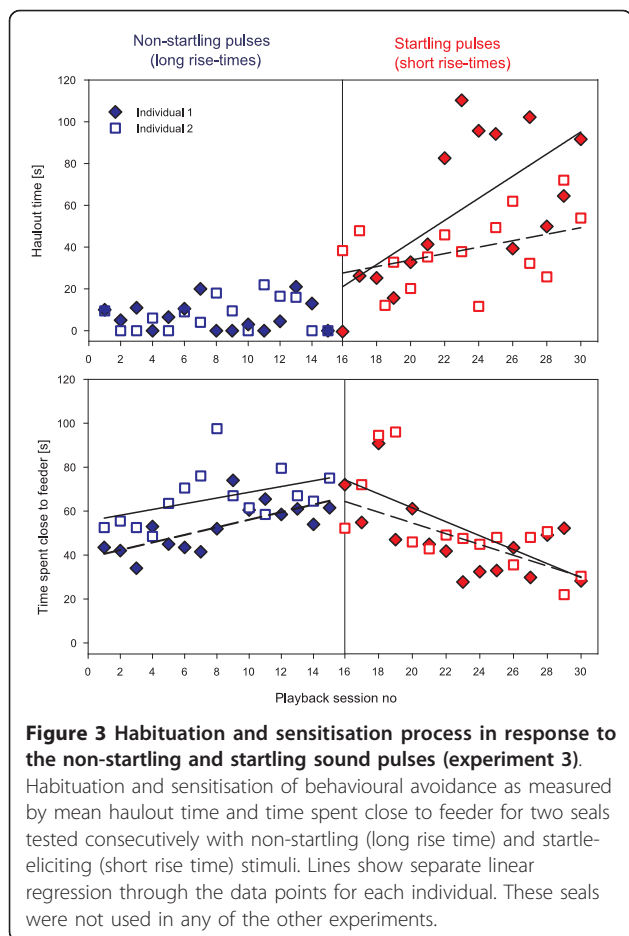 Non-startling pulses
(long rise-times)
Startling pulses
(short rise-times)
120
100
80
60
40
20
0
Haulout time [s]
Individual 1
Individual 2
0 2 4 6 8 10 12 14 16 18 20 22 24 26 28 30
120
100
80
60
40
20
0
Time spent close to feeder [s]
0 2 4 6 8 10 12 14 16 18 20 22 24 26 28 30
Playback session no
Figure 3 Habituation and sensitisation process in response to
the non-startling and startling sound pulses (experiment 3).
Habituation and sensitisation of behavioural avoidance as measured
by mean haulout time and time spent close to feeder for two seals
tested consecutively with non-startling (long rise time) and startle-
eliciting (short rise time) stimuli. Lines show separate linear
regression through the data points for each individual. These seals
were not used in any of the other experiments.